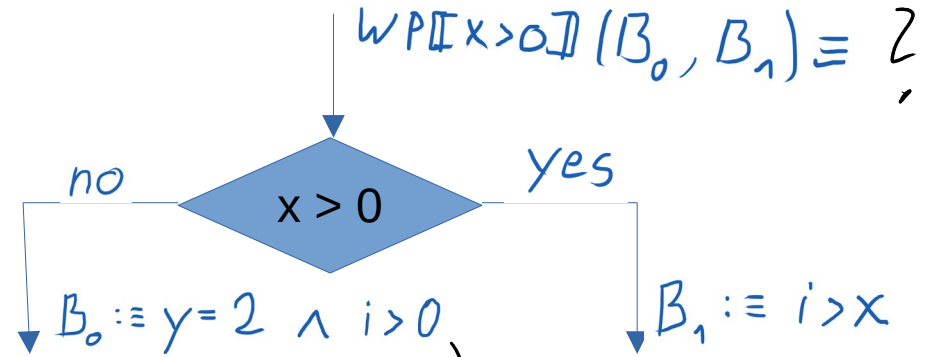 WP⟦x>0⟧(B₀, B₁) ≡ ?
no
yes
x > 0
B₀ :≡ y=2 ∧ i>0
B₁ :≡ i>x